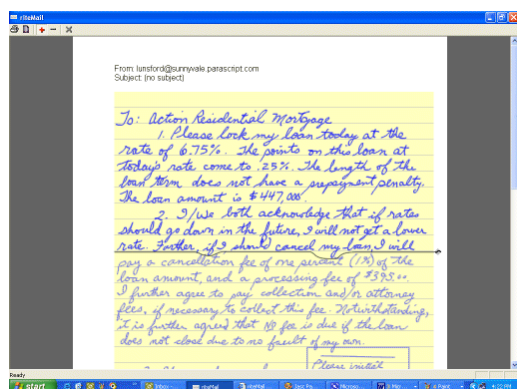 riteMail
From: lunsford@sunnyvale.parascript.com
Subject: (no subject)
To: Action Residential Mortgage
1. Please lock my loan today at the
rate of 6.75%. The points on this loan at
today's rate come to .25%. The length of the
loan term does not have a prepayment penalty.
The loan amount is $447,000.
2. I/we both acknowledge that if rates
should go down in the future, I will not get a lower
rate. Further, if I should cancel my loan, I will
pay a cancellation fee of one percent (1%) of the
loan amount, and a processing fee of $395.00.
I further agree to pay collection and/or attorney
fees, if necessary to collect this fee. Notwithstanding,
it is further agreed that no fee is due if the loan
does not close due to no fault of my own.
Please initial
Ready
start
Inbox
riteMail
riteMail
4:22 PM